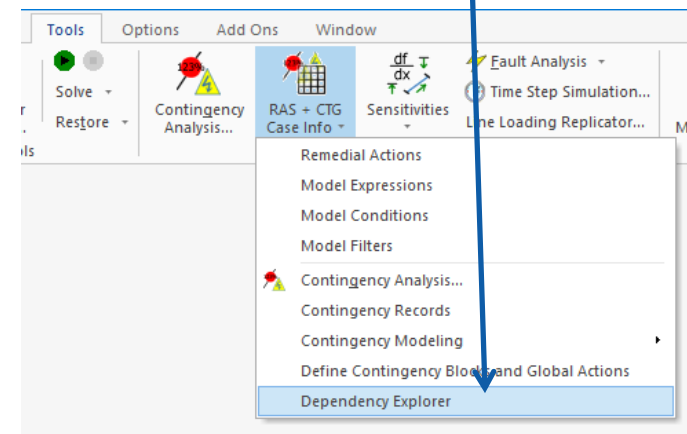 Tools Options Add Ons Window
Solve
Restore
Contingency
Analysis...
RAS + CTG
Case Info
df
dx
Sensitivities
Fault Analysis
Time Step Simulation...
Line Loading Replicator...
Remedial Actions
Model Expressions
Model Conditions
Model Filters
Contingency Analysis...
Contingency Records
Contingency Modeling
Define Contingency Blocks and Global Actions
Dependency Explorer